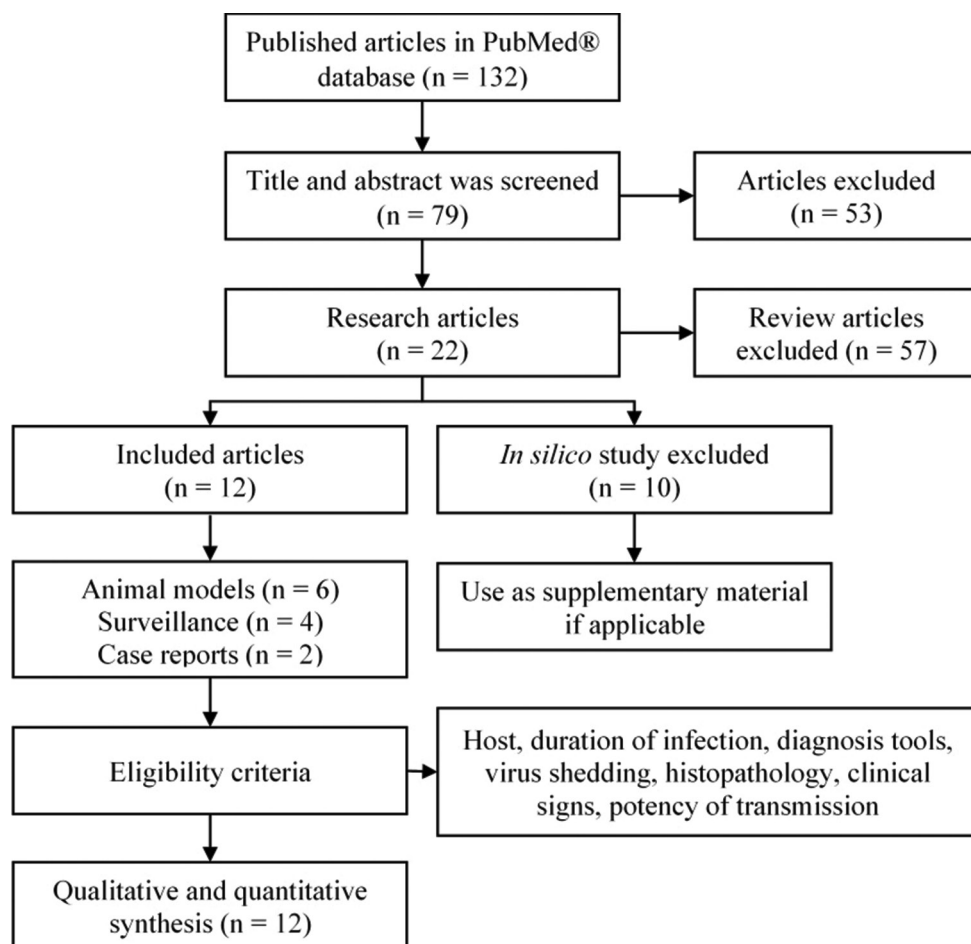 Published articles in PubMed®
database (n = 132)
Title and abstract was screened
(n = 79)
Articles excluded
(n = 53)
Research articles
(n = 22)
Review articles
excluded (n = 57)
Included articles
(n = 12)
In silico study excluded
(n = 10)
Animal models (n = 6)
Surveillance (n = 4)
Case reports (n = 2)
Use as supplementary material
if applicable
Eligibility criteria
Host, duration of infection, diagnosis tools,
virus shedding, histopathology, clinical
signs, potency of transmission
Qualitative and quantitative
synthesis (n = 12)